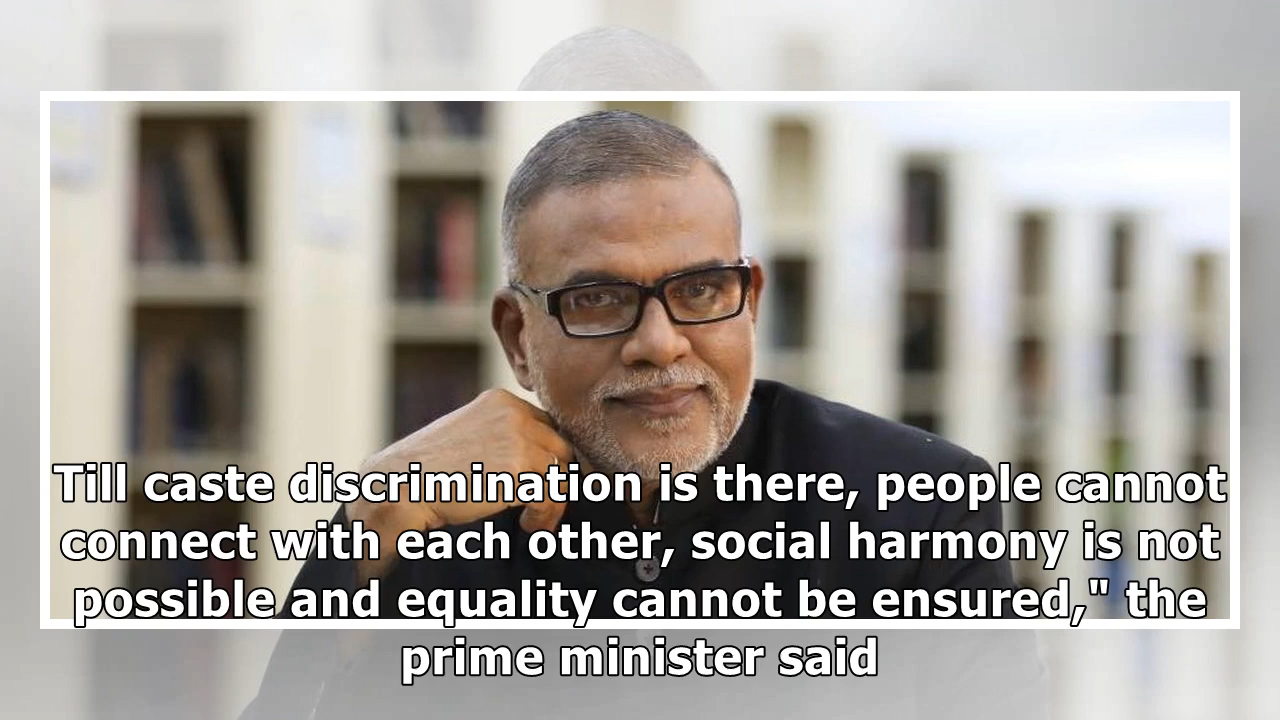 Till caste discrimination is there, people cannot
connect with each other, social harmony is not
possible and equality cannot be ensured," the
prime minister said